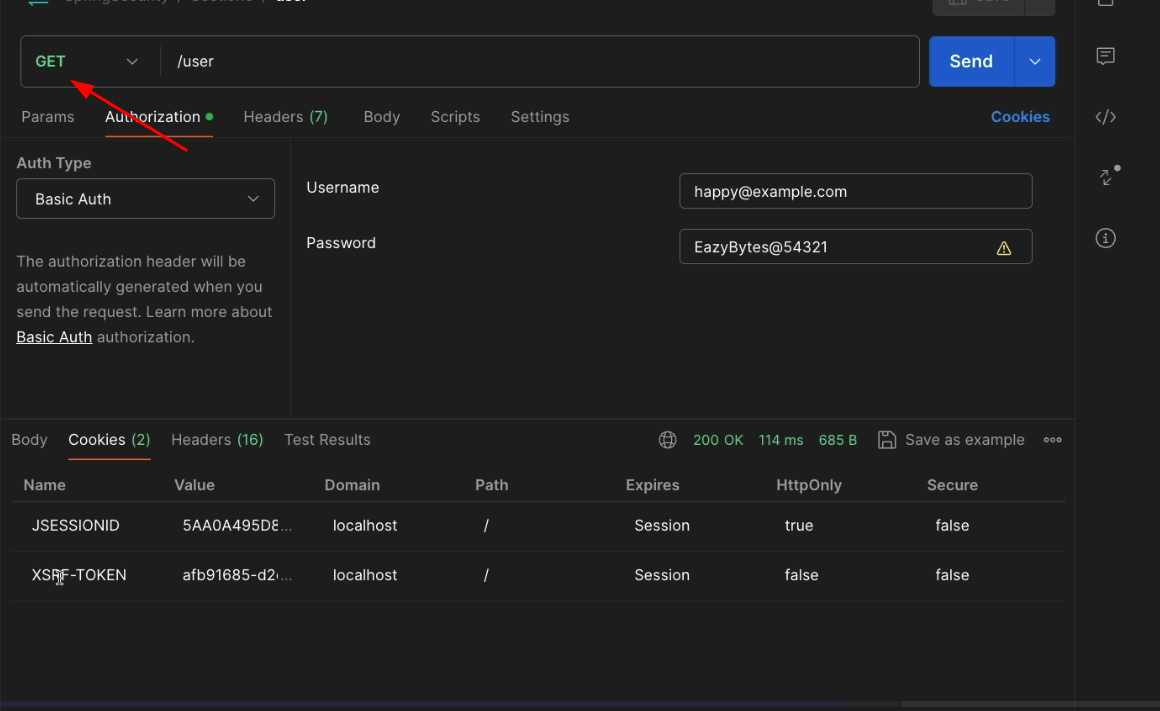 GET /user Send
Params Authorization Headers (7) Body Scripts Settings Cookies
Auth Type
Basic Auth
The authorization header will be
automatically generated when you
send the request. Learn more about
Basic Auth authorization.
Username happy@example.com
Password EazyBytes@54321
Body Cookies (2) Headers (16) Test Results 200 OK 114 ms 685 B Save as example
Name Value Domain Path Expires HttpOnly Secure
JSESSIONID 5AA0A495D8... localhost / Session true false
XSRF-TOKEN afb91685-d2... localhost / Session false false